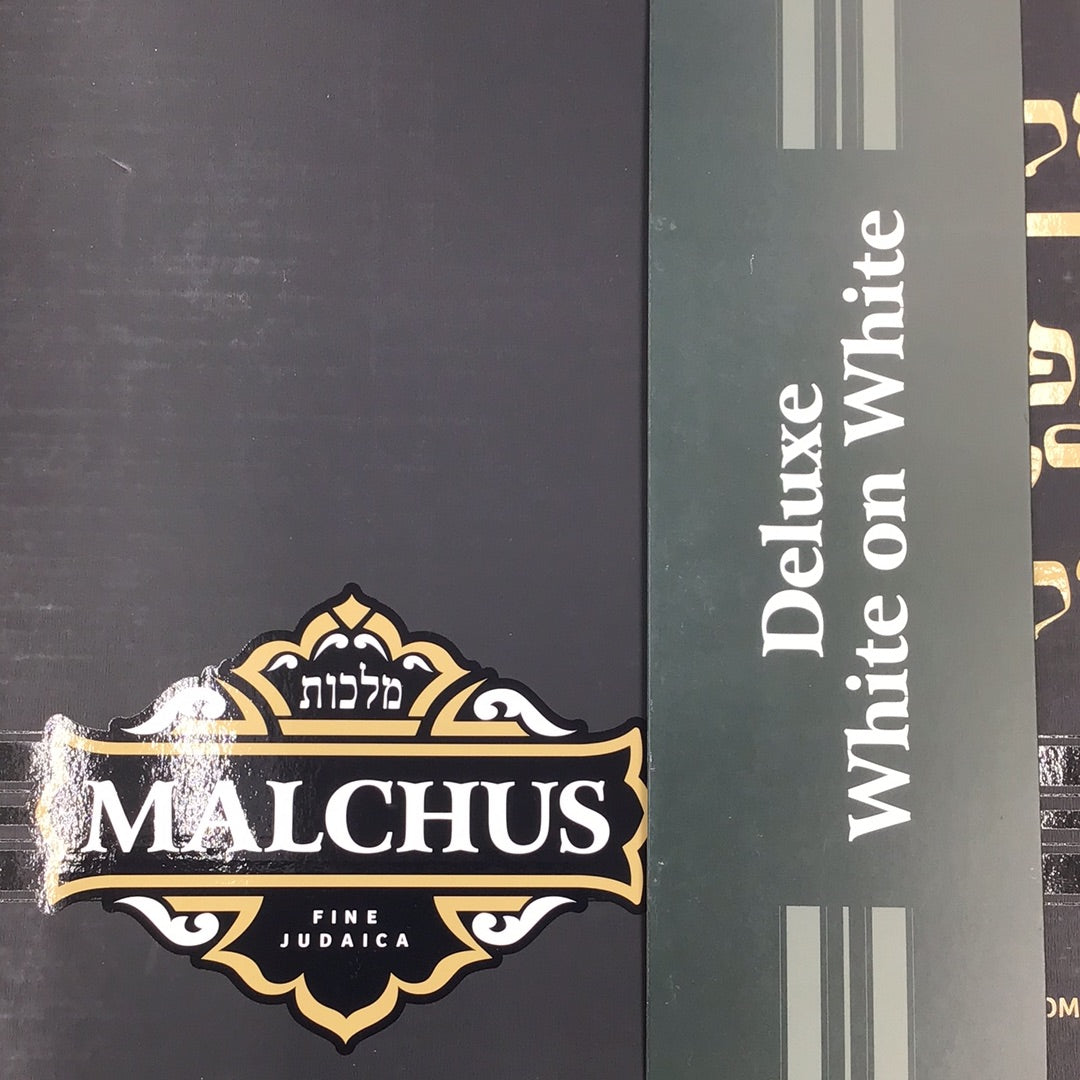 מלכות
MALCHUS
FINE
JUDAICA
Deluxe
White on White